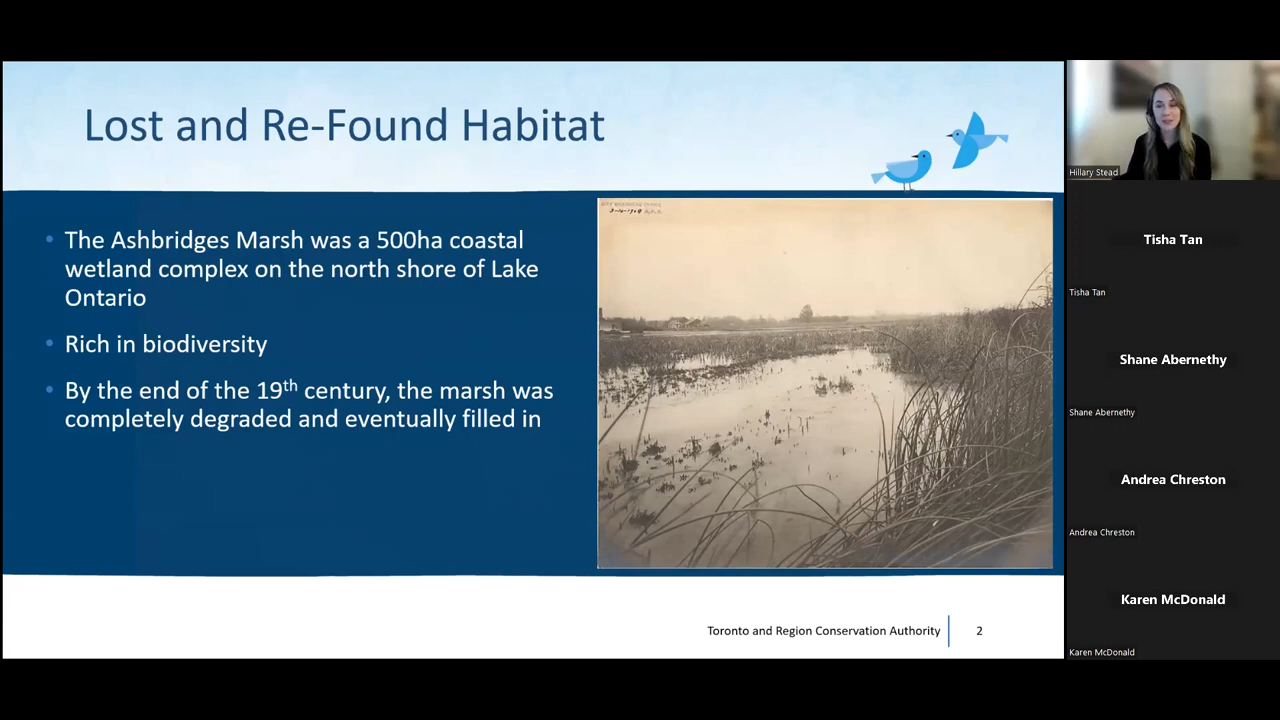 Lost and Re-Found Habitat
• The Ashbridges Marsh was a 500ha coastal
wetland complex on the north shore of Lake
Ontario
• Rich in biodiversity
• By the end of the 19th century, the marsh was
completely degraded and eventually filled in
Toronto and Region Conservation Authority
2
Hillary Stead
Tisha Tan
Tisha Tan
Shane Abernethy
Shane Abernethy
Andrea Chreston
Andrea Chreston
Karen McDonald
Karen McDonald